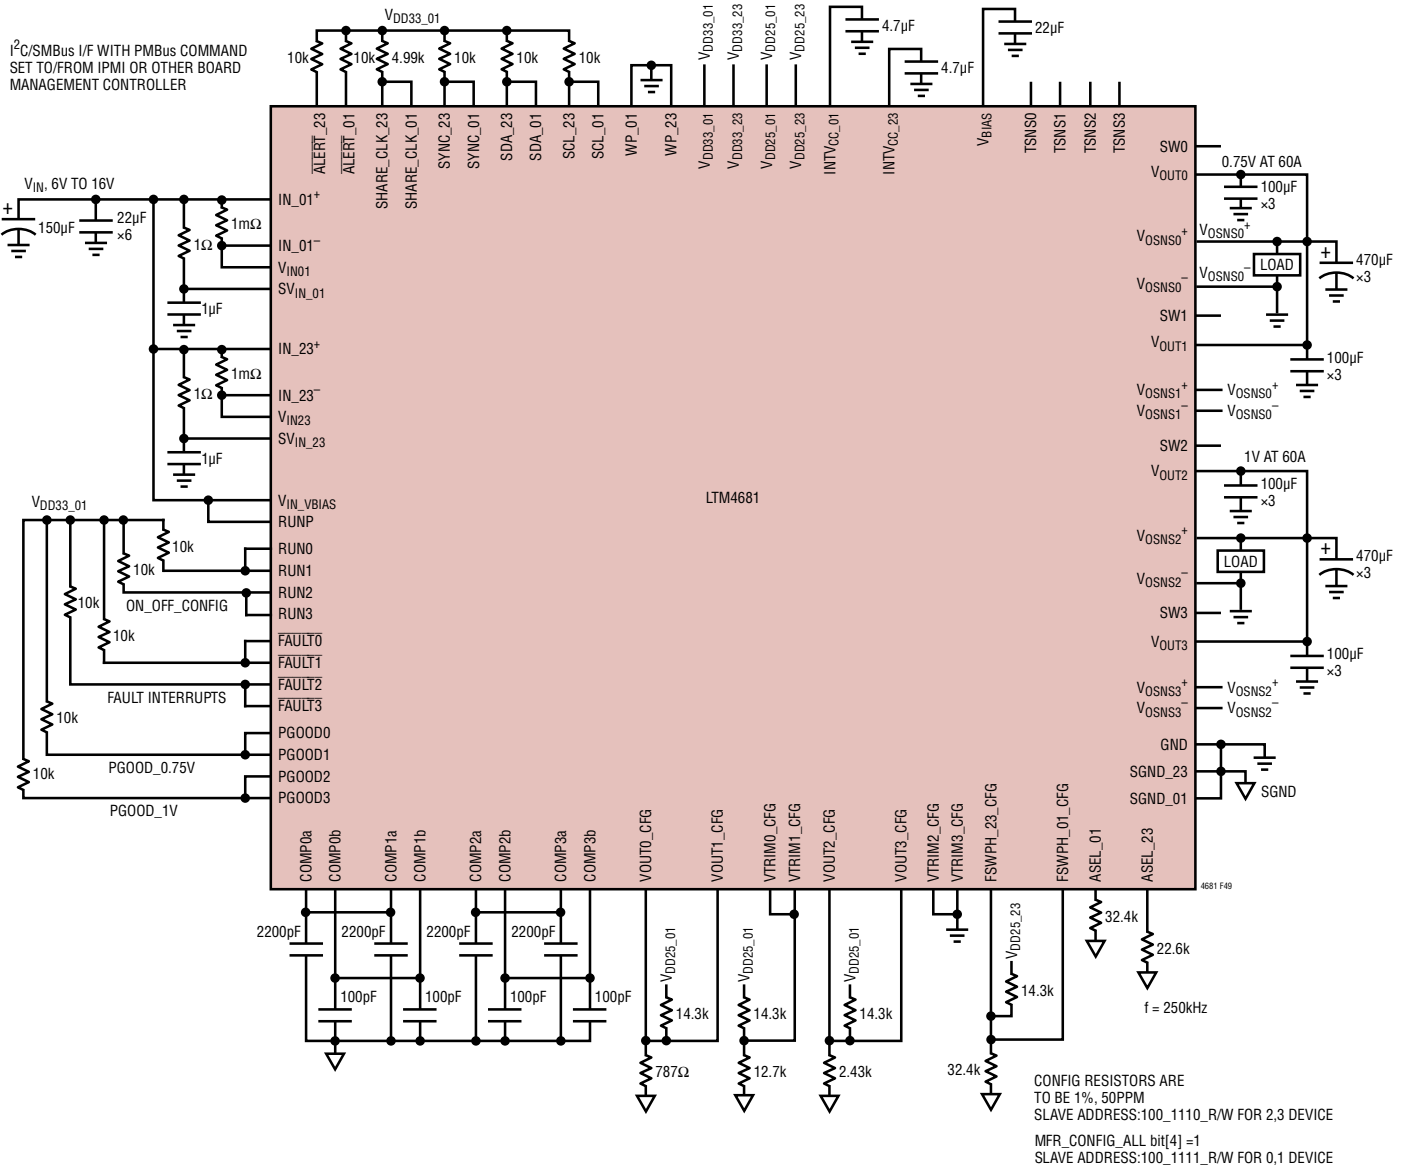 I²C/SMBus I/F WITH PMBus COMMAND
SET TO/FROM IPMI OR OTHER BOARD
MANAGEMENT CONTROLLER
VDD33_01
10k
10k
4.99k
10k
10k
10k
VDD33_01
VDD33_23
VDD25_01
VDD25_23
4.7µF
4.7µF
22µF
ALERT_23
ALERT_01
SHARE_CLK_23
SHARE_CLK_01
SYNC_23
SYNC_01
SDA_23
SDA_01
SCL_23
SCL_01
WP_01
WP_23
VDD33_01
VDD33_23
VDD25_01
VDD25_23
INTVCC_01
INTVCC_23
VBIAS
TSNS0
TSNS1
TSNS2
TSNS3
VIN, 6V TO 16V
+
150µF
22µF
×6
1Ω
1mΩ
1µF
1Ω
1mΩ
1µF
IN_01+
IN_01–
VIN01
SVIN_01
IN_23+
IN_23–
VIN23
SVIN_23
VIN_VBIAS
RUNP
RUN0
RUN1
RUN2
RUN3
FAULT0
FAULT1
FAULT2
FAULT3
PGOOD0
PGOOD1
PGOOD2
PGOOD3
VDD33_01
10k
10k
ON_OFF_CONFIG
10k
10k
FAULT INTERRUPTS
10k
PGOOD_0.75V
10k
PGOOD_1V
LTM4681
SW0
VOUT0
VOSNS0+
VOSNS0–
SW1
VOUT1
VOSNS1+
VOSNS1–
SW2
VOUT2
VOSNS2+
VOSNS2–
SW3
VOUT3
VOSNS3+
VOSNS3–
GND
SGND_23
SGND_01
0.75V AT 60A
100µF
×3
VOSNS0+
LOAD
VOSNS0–
+
470µF
×3
100µF
×3
VOSNS0+
VOSNS0–
1V AT 60A
100µF
×3
LOAD
+
470µF
×3
100µF
×3
VOSNS2+
VOSNS2–
SGND
COMP0a
COMP0b
COMP1a
COMP1b
COMP2a
COMP2b
COMP3a
COMP3b
VOUT0_CFG
VOUT1_CFG
VTRIM0_CFG
VTRIM1_CFG
VOUT2_CFG
VOUT3_CFG
VTRIM2_CFG
VTRIM3_CFG
FSWPH_23_CFG
FSWPH_01_CFG
ASEL_01
ASEL_23
4681 F49
2200pF
2200pF
2200pF
2200pF
100pF
100pF
100pF
100pF
VDD25_01
14.3k
787Ω
VDD25_01
14.3k
12.7k
VDD25_01
14.3k
2.43k
VDD25_23
14.3k
32.4k
32.4k
22.6k
f = 250kHz
CONFIG RESISTORS ARE
TO BE 1%, 50PPM
SLAVE ADDRESS:100_1110_R/W FOR 2,3 DEVICE
MFR_CONFIG_ALL bit[4] =1
SLAVE ADDRESS:100_1111_R/W FOR 0,1 DEVICE